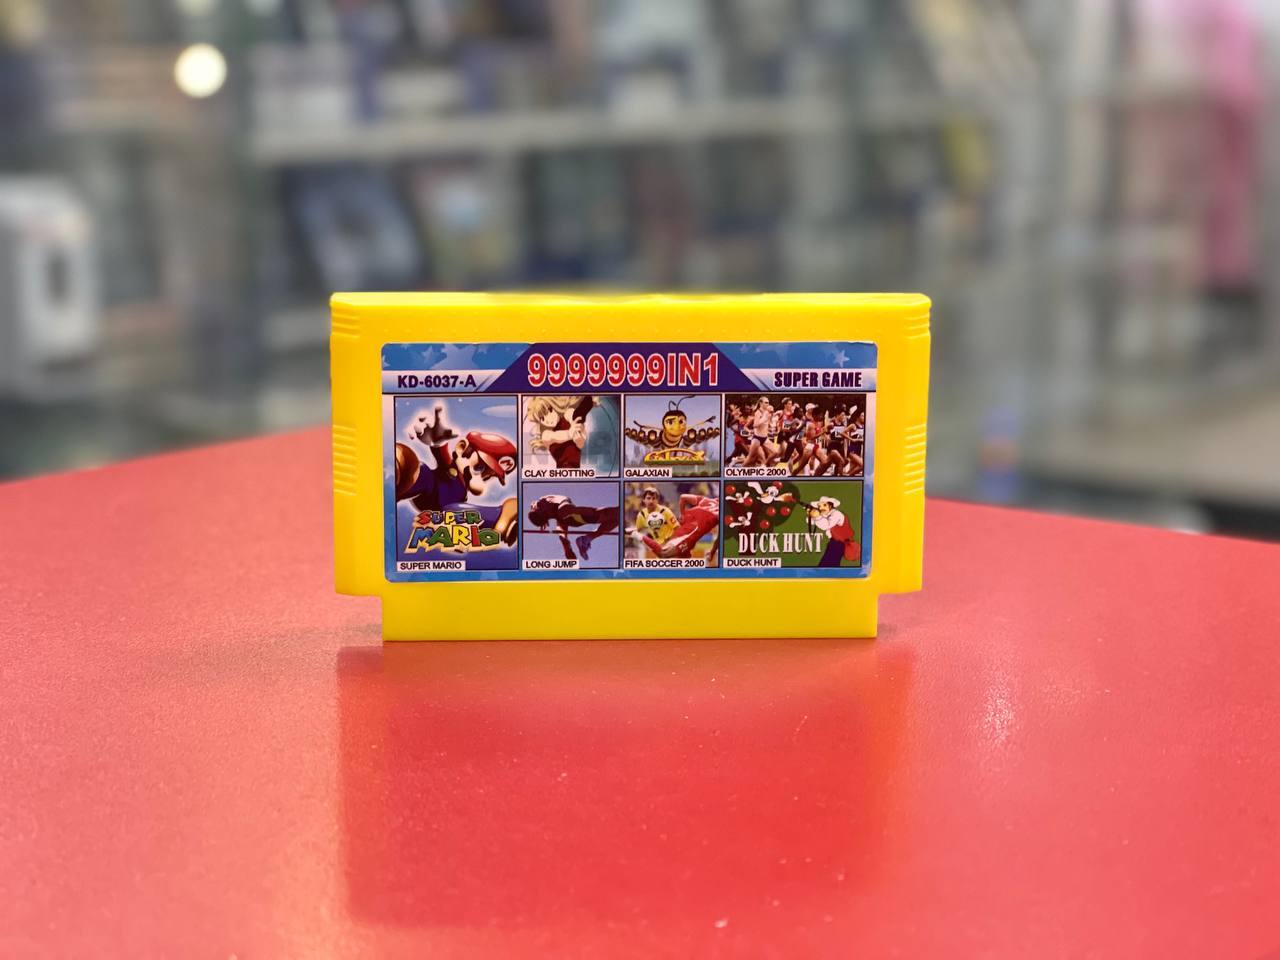 KD-6037-A
9999999IN1
SUPER GAME
SUPER
MARIO
SUPER MARIO
CLAY SHOTTING
GALAXIAN
OLYMPIC 2000
LONG JUMP
FIFA SOCCER 2000
DUCK HUNT
DUCK HUNT